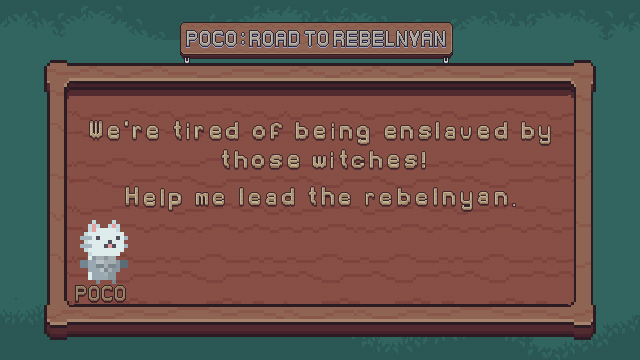 POCO:ROAD TO REBELNYAN
We're tired of being enslaved by
those witches!
Help me lead the rebelnyan.
POCO